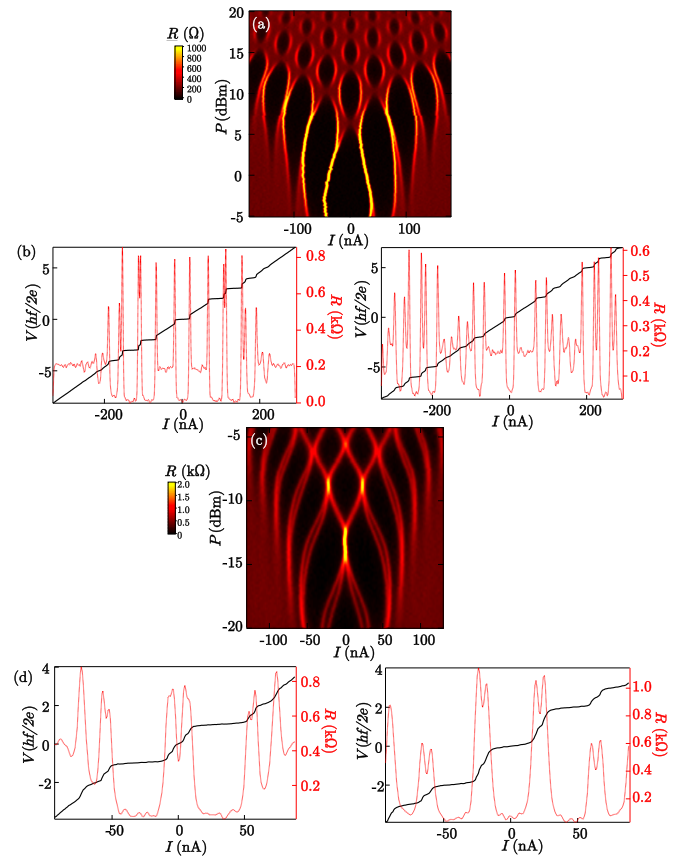 (a)
R (Ω)
1000
800
600
400
200
0
P (dBm)
20
15
10
5
0
-5
-100 0 100
I (nA)
(b)
V(hf/2e)
5
0
-5
-200 0 200
I (nA)
0.8
0.6
0.4
0.2
0.0
R (kΩ)
V(hf/2e)
5
0
-5
-200 0 200
I (nA)
0.6
0.5
0.4
0.3
0.2
0.1
R (kΩ)
(c)
R (kΩ)
2.0
1.5
1.0
0.5
0
P (dBm)
-5
-10
-15
-20
-100 -50 0 50 100
I (nA)
(d)
V(hf/2e)
4
2
0
-2
-50 0 50
I (nA)
0.8
0.6
0.4
0.2
R (kΩ)
V(hf/2e)
4
2
0
-2
-50 0 50
I (nA)
1.0
0.8
0.6
0.4
0.2
R (kΩ)